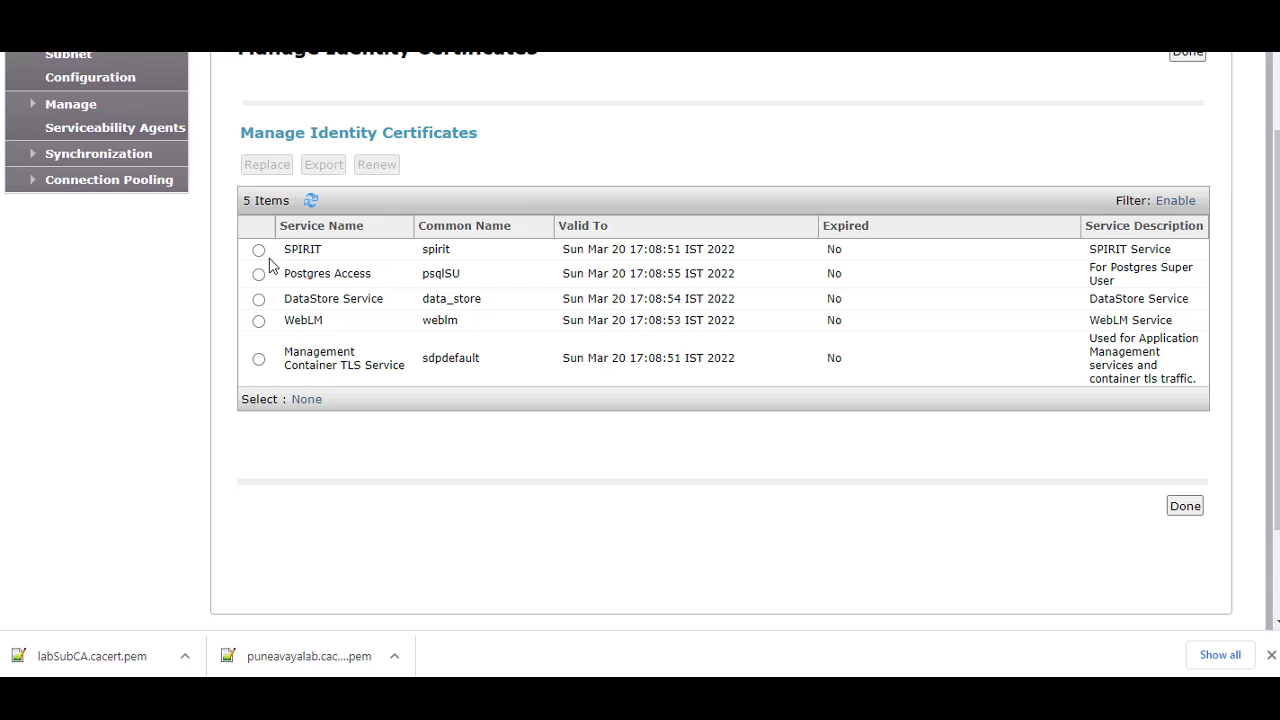 Subnet
Configuration
Manage
Serviceability Agents
Synchronization
Connection Pooling
Manage Identity Certificates
Done
Manage Identity Certificates
Replace Export Renew
5 Items Filter: Enable
Service Name Common Name Valid To Expired Service Description
SPIRIT spirit Sun Mar 20 17:08:51 IST 2022 No SPIRIT Service
Postgres Access psqlSU Sun Mar 20 17:08:55 IST 2022 No For Postgres Super
User
DataStore Service data_store Sun Mar 20 17:08:54 IST 2022 No DataStore Service
WebLM weblm Sun Mar 20 17:08:53 IST 2022 No WebLM Service
Management
Container TLS Service sdpdefault Sun Mar 20 17:08:51 IST 2022 No Used for Application
Management
services and
container tls traffic.
Select : None
Done
labSubCA.cacert.pem puneavayalab.cac....pem Show all